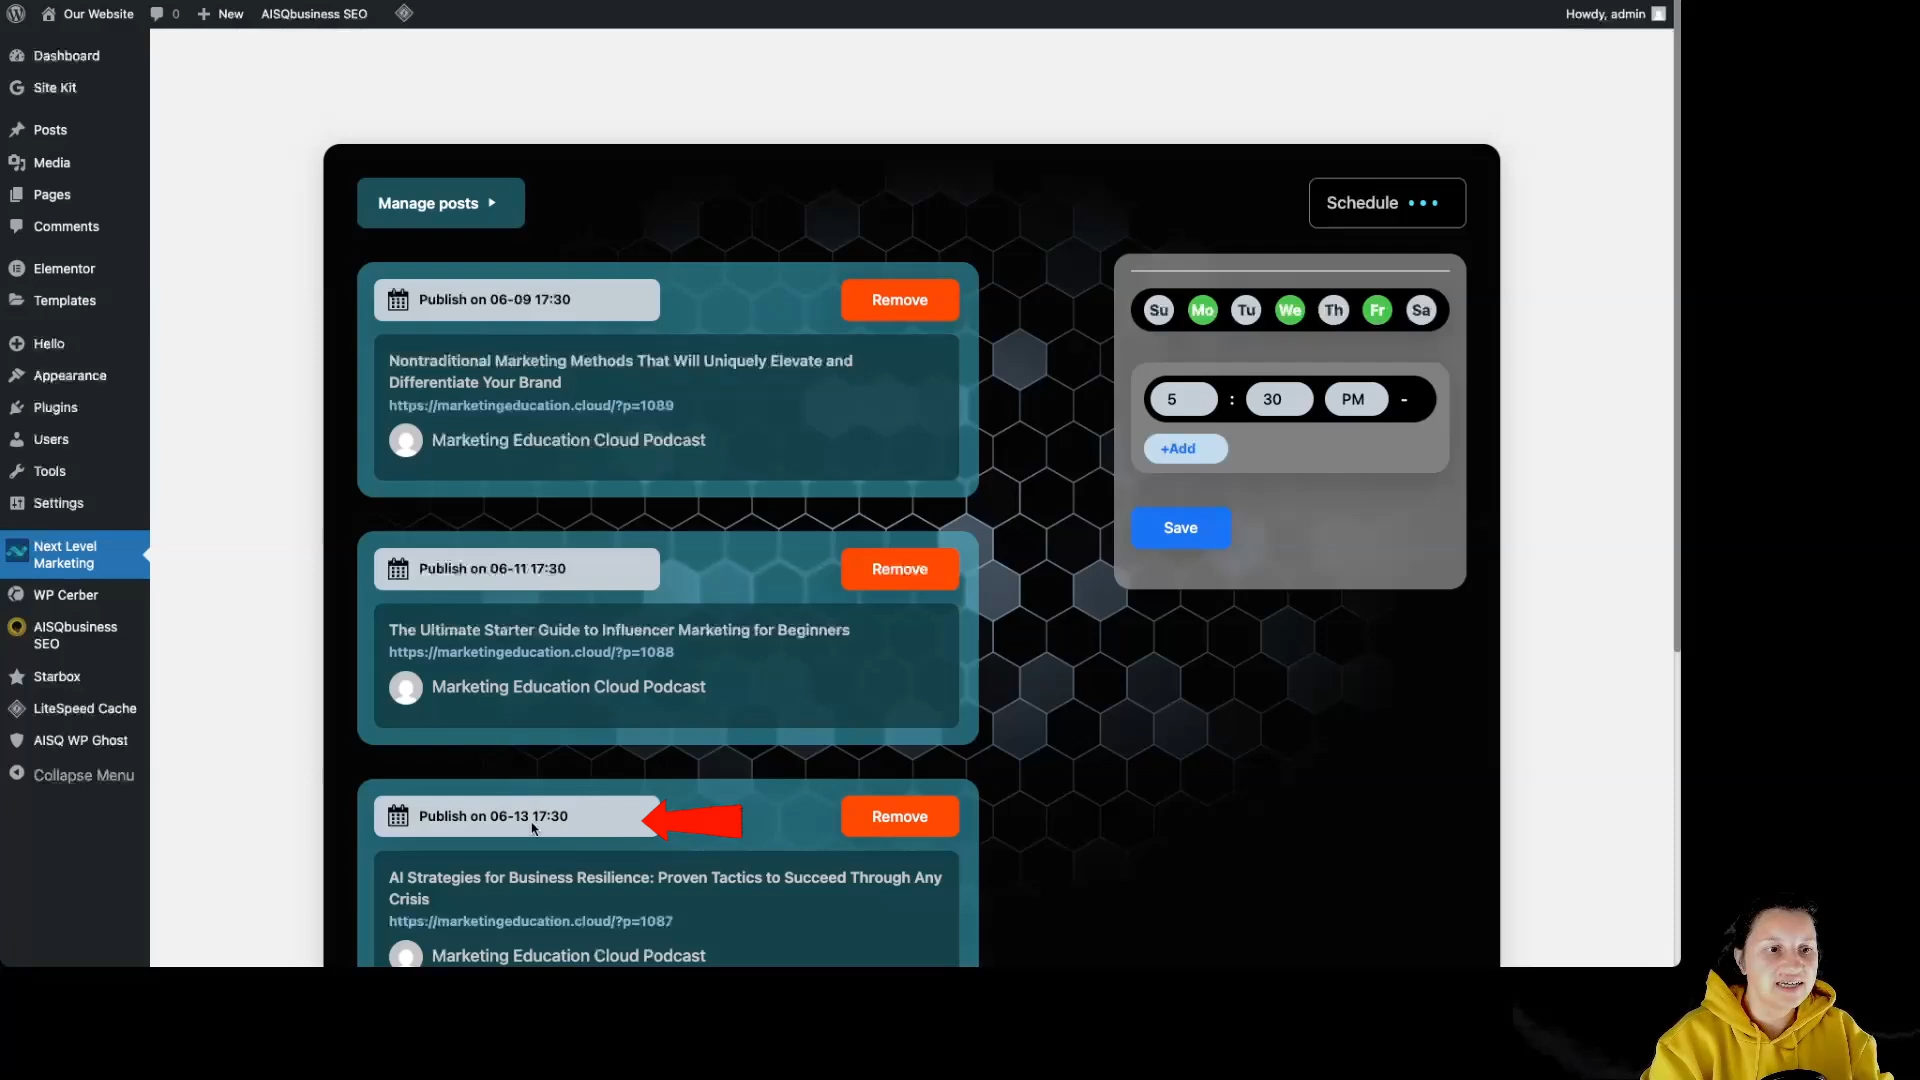 Our Website
0
New
AISQbusiness SEO
Howdy, admin
Dashboard
Site Kit
Posts
Media
Pages
Comments
Elementor
Templates
Hello
Appearance
Plugins
Users
Tools
Settings
Next Level
Marketing
WP Cerber
AISQbusiness
SEO
Starbox
LiteSpeed Cache
AISQ WP Ghost
Collapse Menu
Manage posts
Schedule
Publish on 06-09 17:30
Remove
Nontraditional Marketing Methods That Will Uniquely Elevate and
Differentiate Your Brand
https://marketingeducation.cloud/?p=1089
Marketing Education Cloud Podcast
Publish on 06-11 17:30
Remove
The Ultimate Starter Guide to Influencer Marketing for Beginners
https://marketingeducation.cloud/?p=1088
Marketing Education Cloud Podcast
Publish on 06-13 17:30
Remove
AI Strategies for Business Resilience: Proven Tactics to Succeed Through Any
Crisis
https://marketingeducation.cloud/?p=1087
Marketing Education Cloud Podcast
Su Mo Tu We Th Fr Sa
5 : 30 PM -
+Add
Save